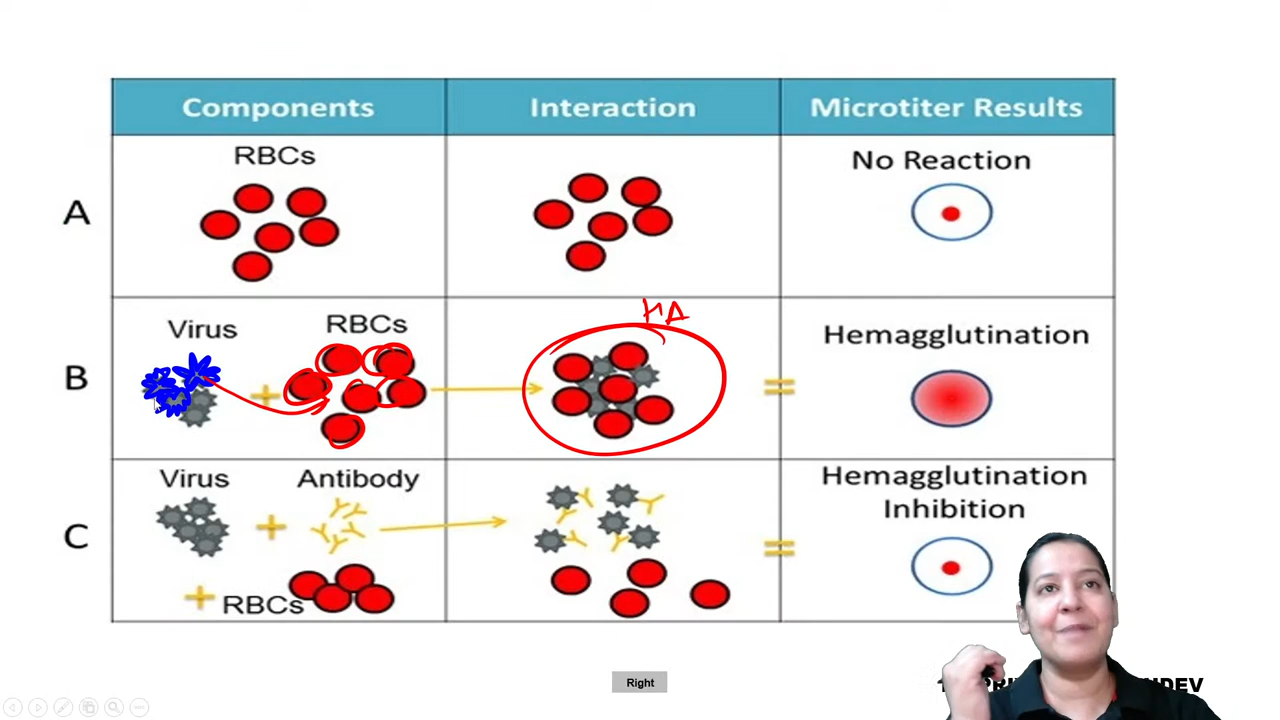 Components
Interaction
Microtiter Results
A
RBCs
No Reaction
B
Virus
RBCs
HA
Hemagglutination
+
=
C
Virus
Antibody
Hemagglutination
Inhibition
+
=
+ RBCs
Right